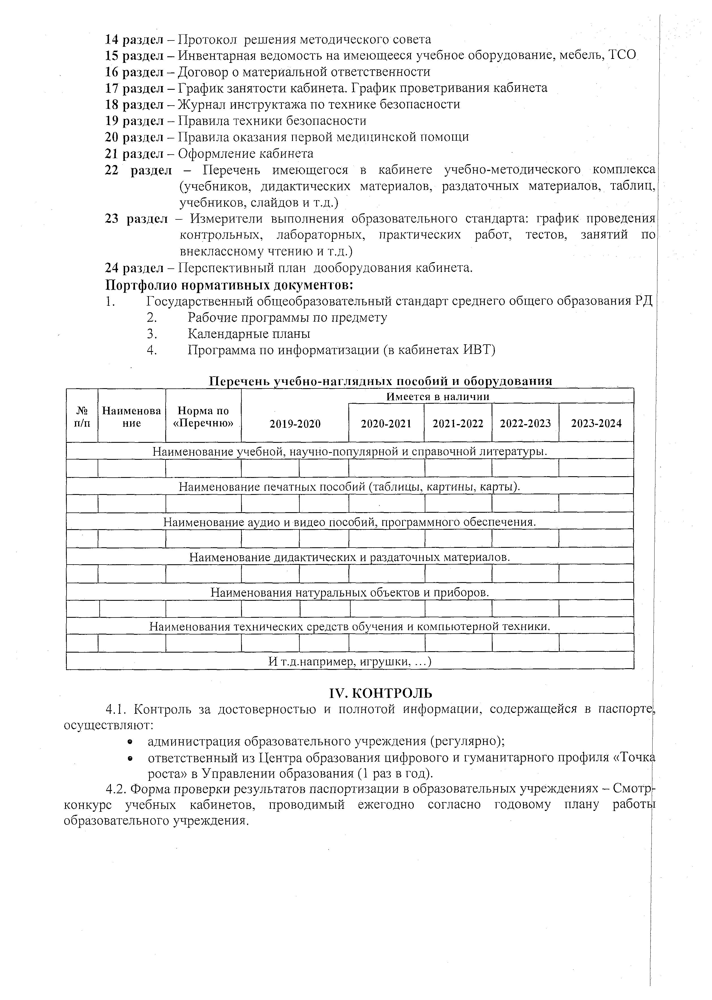 14 раздел – Протокол решения методического совета
15 раздел – Инвентарная ведомость на имеющееся учебное оборудование, мебель, ТСО
16 раздел – Договор о материальной ответственности
17 раздел – График занятости кабинета. График проветривания кабинета
18 раздел – Журнал инструктажа по технике безопасности
19 раздел – Правила техники безопасности
20 раздел – Правила оказания первой медицинской помощи
21 раздел – Оформление кабинета
22 раздел – Перечень имеющегося в кабинете учебно-методического комплекса
(учебников, дидактических материалов, раздаточных материалов, таблиц,
учебников, слайдов и т.д.)
23 раздел – Измерители выполнения образовательного стандарта: график проведения
контрольных, лабораторных, практических работ, тестов, занятий по
внеклассному чтению и т.д.)
24 раздел – Перспективный план дооборудования кабинета.
Портфолио нормативных документов:
1. Государственный общеобразовательный стандарт среднего общего образования РД
2. Рабочие программы по предмету
3. Календарные планы
4. Программа по информатизации (в кабинетах ИВТ)
Перечень учебно-наглядных пособий и оборудования
Имеется в наличии
№ Наименова Норма по
п/п ние «Перечню» 2019-2020 2020-2021 2021-2022 2022-2023 2023-2024
Наименование учебной, научно-популярной и справочной литературы.
Наименование печатных пособий (таблицы, картины, карты).
Наименование аудио и видео пособий, программного обеспечения.
Наименование дидактических и раздаточных материалов.
Наименования натуральных объектов и приборов.
Наименования технических средств обучения и компьютерной техники.
И т.д.например, игрушки, ...)
IV. КОНТРОЛЬ
4.1. Контроль за достоверностью и полнотой информации, содержащейся в паспорте,
осуществляют:
• администрация образовательного учреждения (регулярно);
• ответственный из Центра образования цифрового и гуманитарного профиля «Точка
роста» в Управлении образования (1 раз в год).
4.2. Форма проверки результатов паспортизации в образовательных учреждениях – Смотр-
конкурс учебных кабинетов, проводимый ежегодно согласно годовому плану работы
образовательного учреждения.